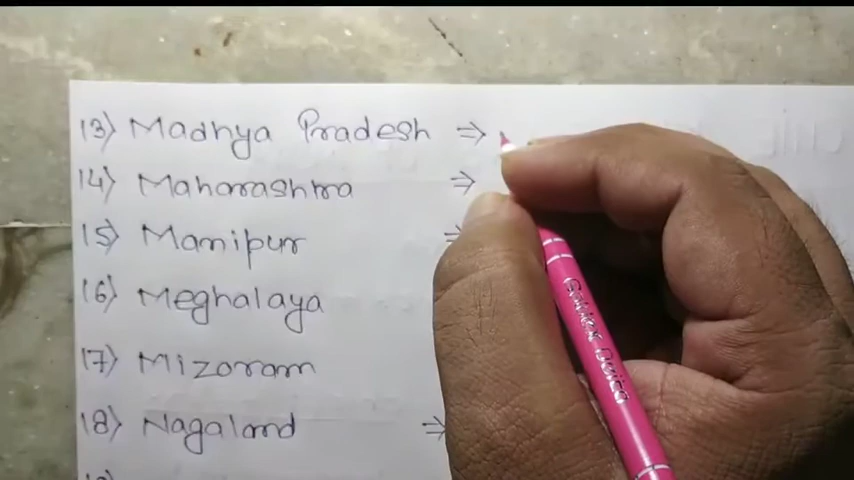 13) Madhya Pradesh ⇒
14) Maharashtra ⇒
15) Manipur ⇒
16) Meghalaya
17) Mizoram
18) Nagaland ⇒